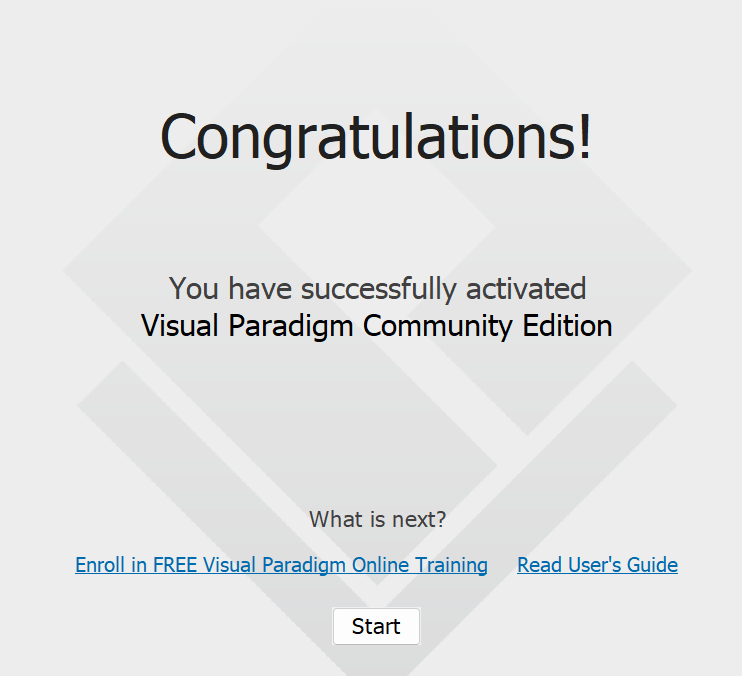 Congratulations!
You have successfully activated
Visual Paradigm Community Edition
What is next?
Enroll in FREE Visual Paradigm Online Training Read User's Guide
Start